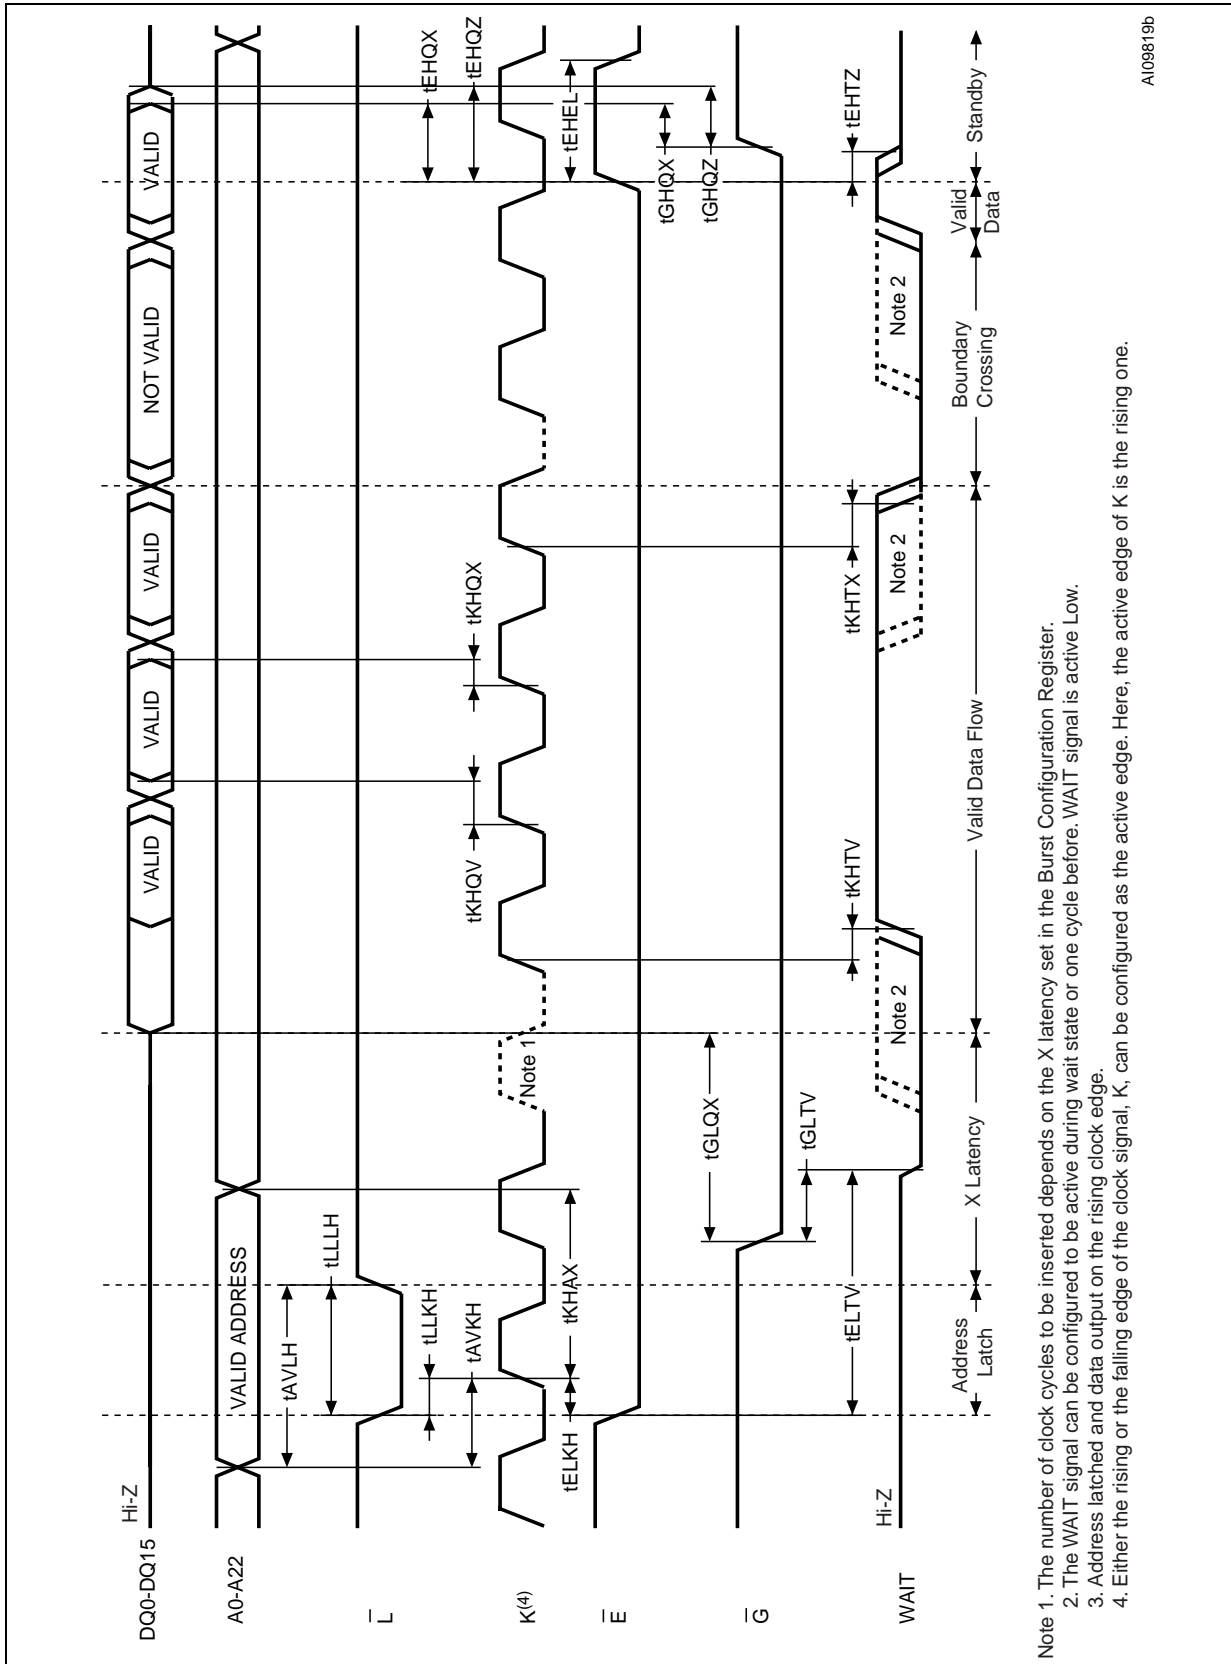 DQ0-DQ15
Hi-Z
VALID
VALID
VALID
NOT VALID
VALID
A0-A22
VALID ADDRESS
tAVLH
L
tLLLH
tLLKH
tAVKH
tKHQV
tKHQX
tEHQX
tEHQZ
K(4)
Note 1
tELKH
tKHAX
tEHEL
E
tGLQX
tGHQX
tGHQZ
G
tGLTV
tELTV
tKHTV
tKHTX
tEHTZ
WAIT
Hi-Z
Note 2
Note 2
Note 2
Address
Latch
X Latency
Valid Data Flow
Boundary
Crossing
Valid
Data
Standby
Note 1. The number of clock cycles to be inserted depends on the X latency set in the Burst Configuration Register.
2. The WAIT signal can be configured to be active during wait state or one cycle before. WAIT signal is active Low.
3. Address latched and data output on the rising clock edge.
4. Either the rising or the falling edge of the clock signal, K, can be configured as the active edge. Here, the active edge of K is the rising one.
AI09819b